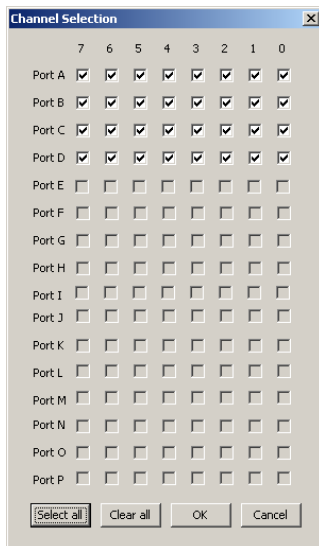 Channel Selection
7 6 5 4 3 2 1 0
Port A
Port B
Port C
Port D
Port E
Port F
Port G
Port H
Port I
Port J
Port K
Port L
Port M
Port N
Port O
Port P
Select all Clear all OK Cancel